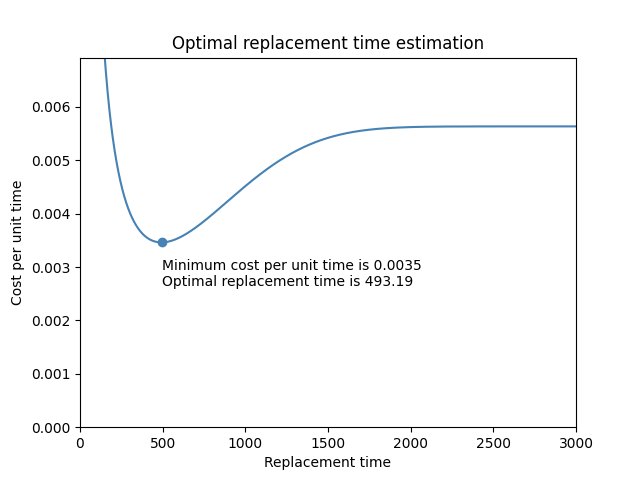 Optimal replacement time estimation
Cost per unit time
0.006
0.005
0.004
0.003
0.002
0.001
0.000
Minimum cost per unit time is 0.0035
Optimal replacement time is 493.19
0 500 1000 1500 2000 2500 3000
Replacement time